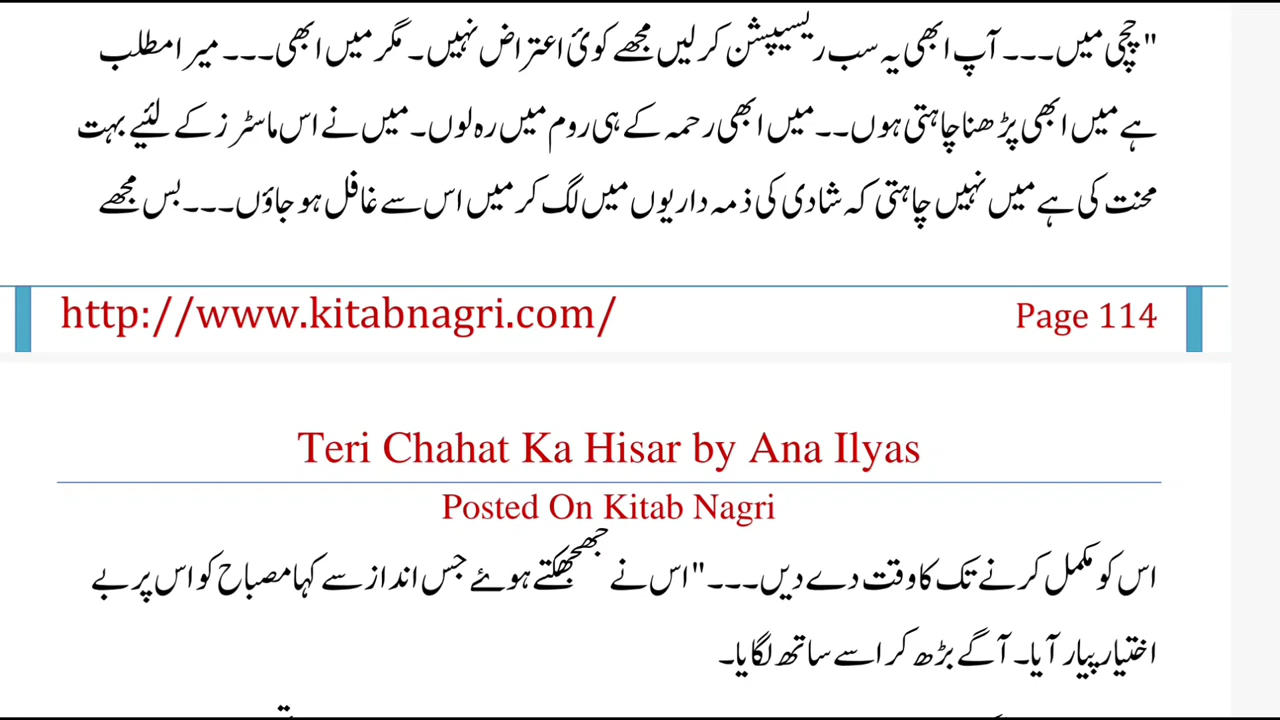 "چچی میں۔۔۔ آپ ابھی یہ سب ریسیپشن کرلیں مجھے کوئ اعتراض نہیں۔ مگر میں ابھی۔۔۔ میرا مطلب
ہے میں ابھی پڑھنا چاہتی ہوں۔۔ میں ابھی رحمہ کے ہی روم میں رہ لوں۔ میں نے اس ماسٹرز کے لئیے بہت
محنت کی ہے میں نہیں چاہتی کہ شادی کی ذمہ داریوں میں لگ کر میں اس سے غافل ہو جاؤں۔۔۔ بس مجھے
http://www.kitabnagri.com/ Page 114
Teri Chahat Ka Hisar by Ana Ilyas
Posted On Kitab Nagri
اس کو مکمل کرنے تک کا وقت دے دیں۔۔۔" اس نے جھجھکتے ہوئے جس انداز سے کہا مصباح کو اس پر بے
اختیار پیار آیا۔ آگے بڑھ کر اسے ساتھ لگایا۔